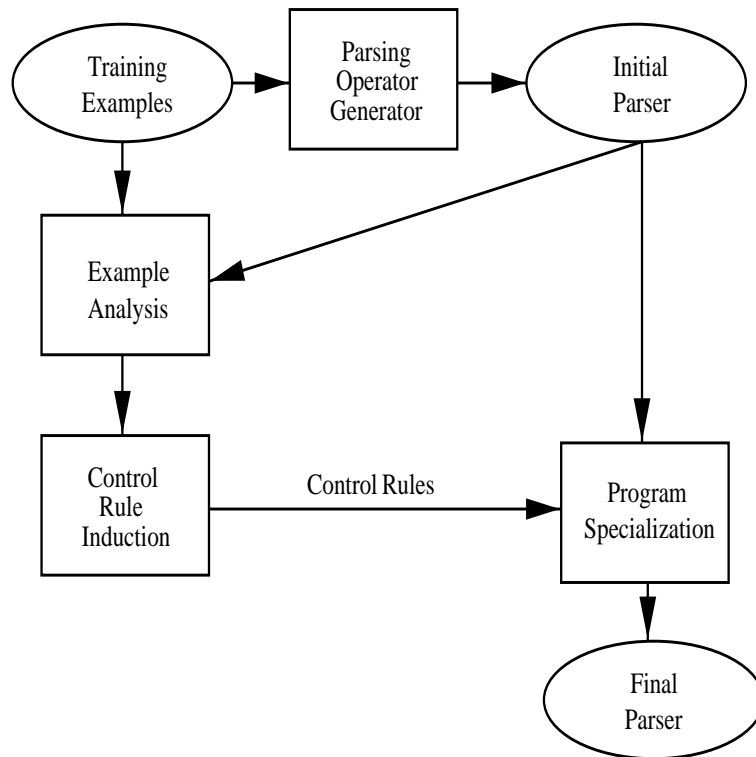 Training
Examples
Parsing
Operator
Generator
Initial
Parser
Example
Analysis
Control
Rule
Induction
Control Rules
Program
Specialization
Final
Parser